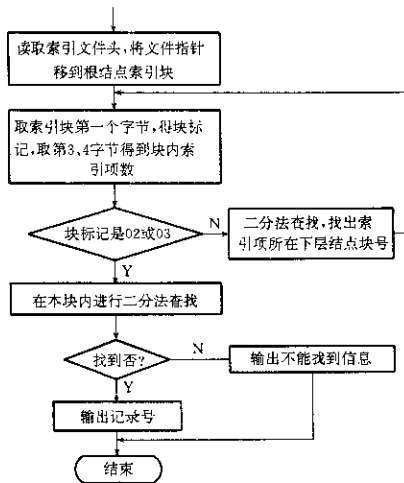 读取索引文件头,将文件指针
移到根结点索引块
取索引块第一个字节,得块标
记,取第3、4字节得到块内索
引项数
块标记是02或03
N
二分法查找,找出索
引项所在下层结点块号
Y
在本块内进行二分法查找
找到否?
N
输出不能找到信息
Y
输出记录号
结束